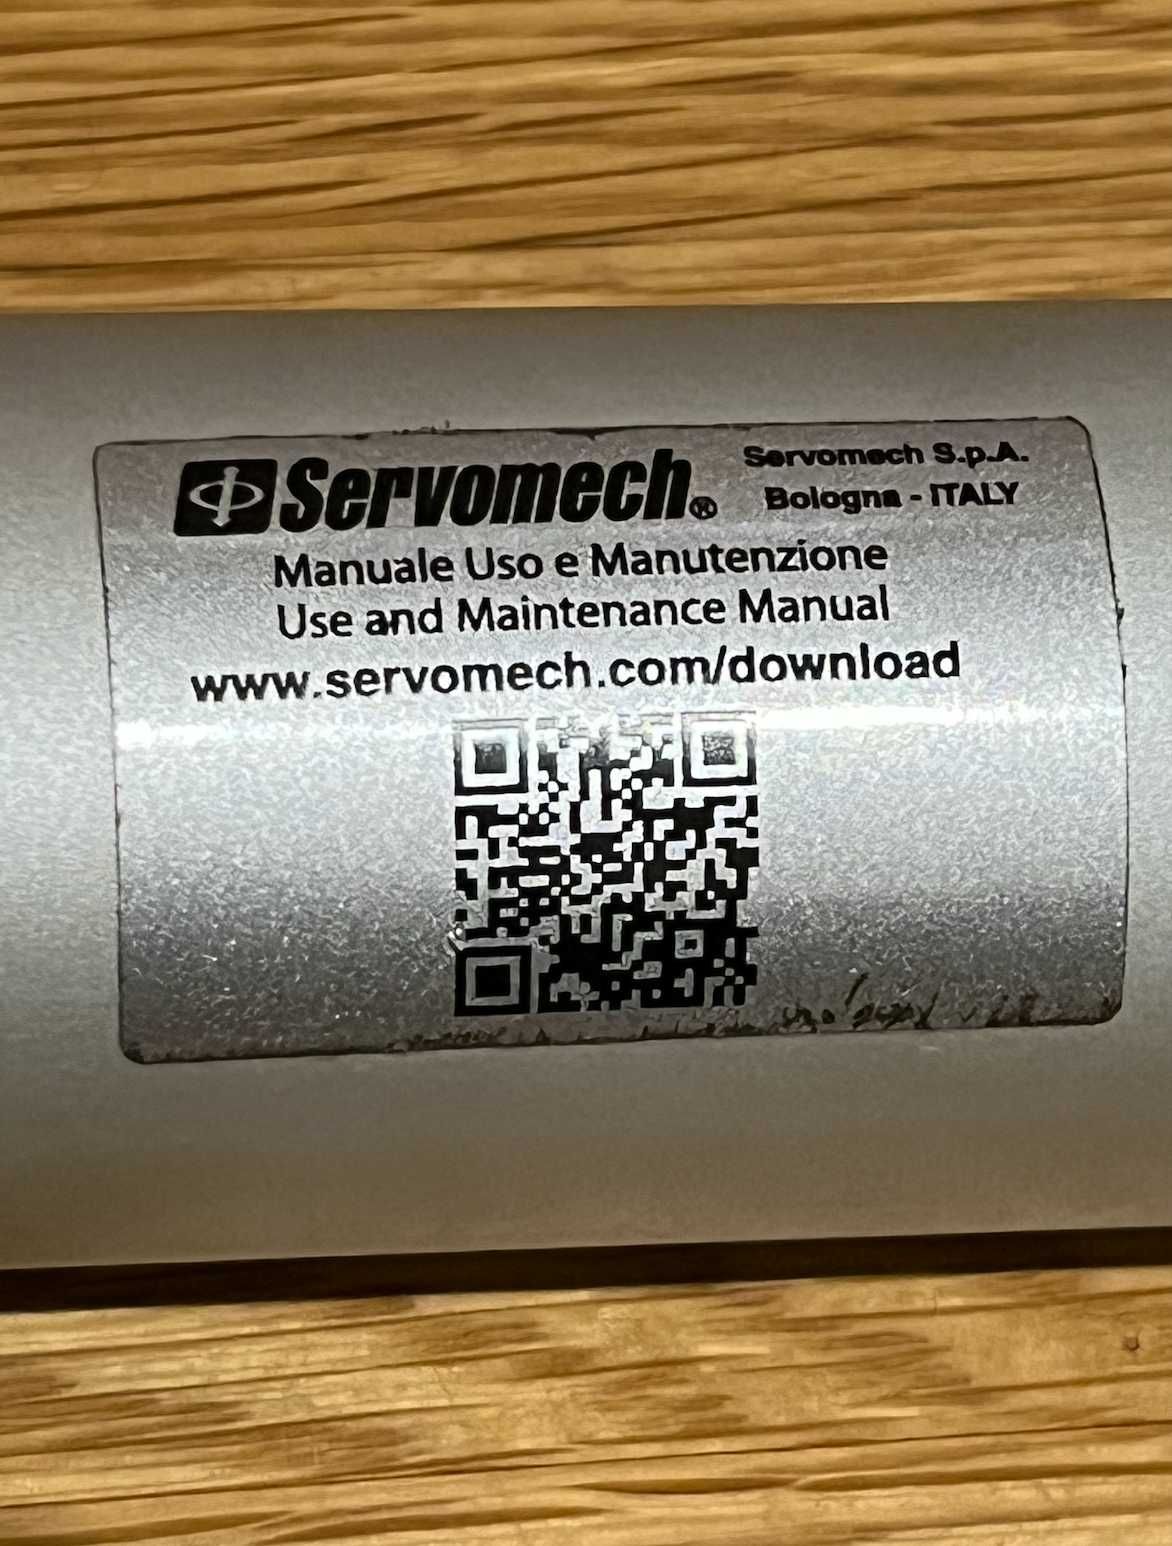 Servomech®
Servomech S.p.A.
Bologna - ITALY
Manuale Uso e Manutenzione
Use and Maintenance Manual
www.servomech.com/download